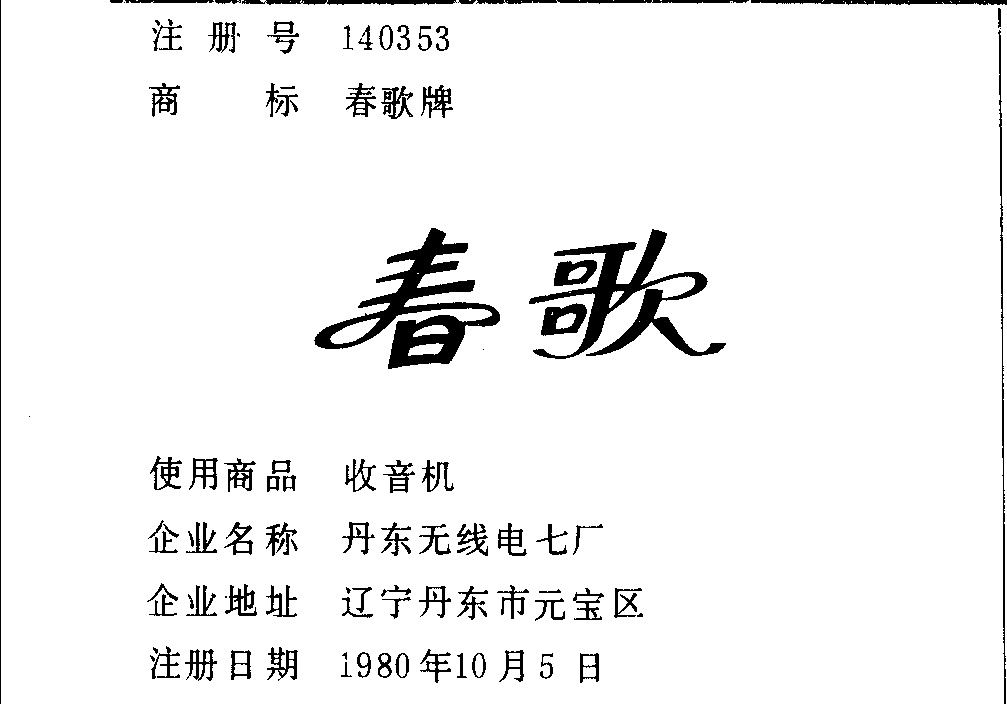 注册号 140353
商标 春歌牌
春歌
使用商品 收音机
企业名称 丹东无线电七厂
企业地址 辽宁丹东市元宝区
注册日期 1980年10月5日